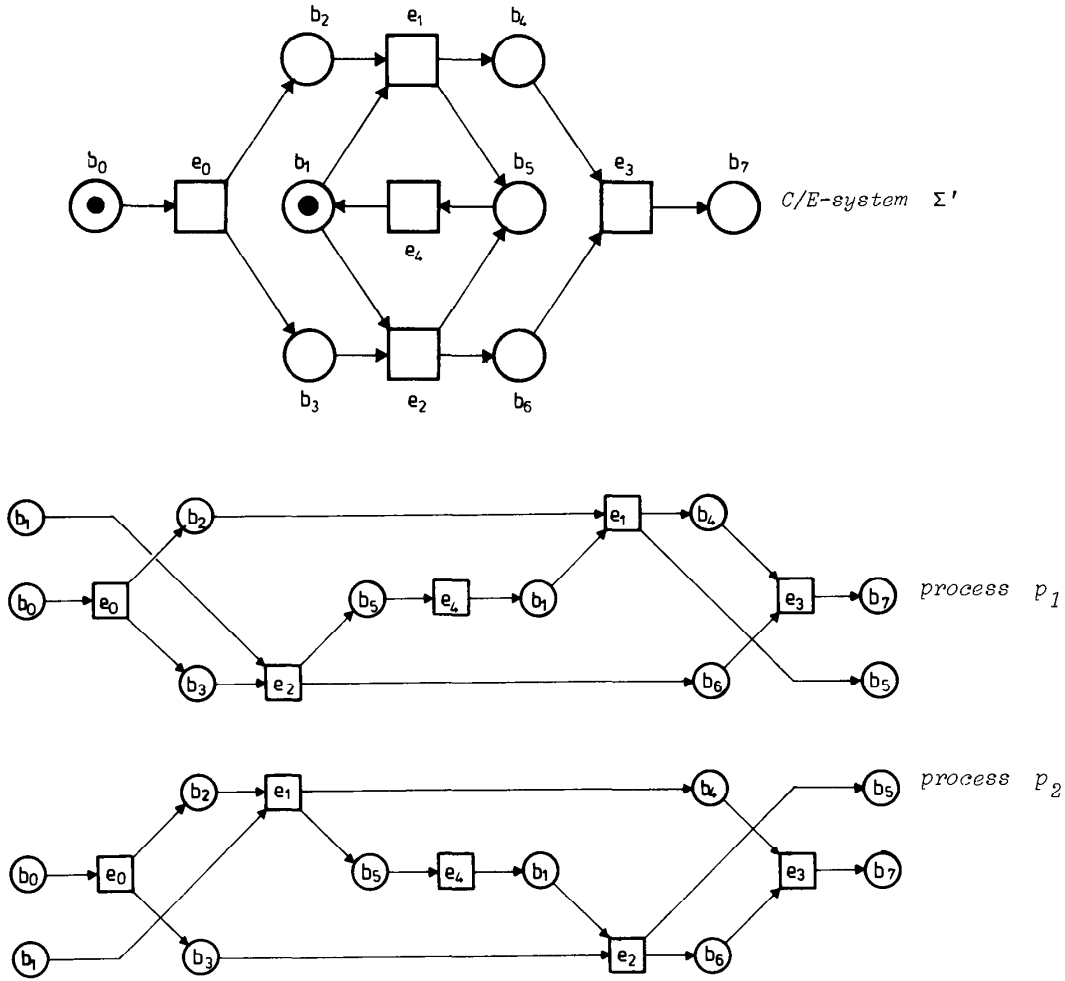 b₂ e₁ b₄
b₀ e₀ b₁ b₅ e₃ b₇ C/E-system Σ'
e₄
b₃ e₂ b₆
b₁ b₂ e₁ b₄
b₀ e₀ b₅ e₄ b₁ e₃ b₇ process p₁
b₃ e₂ b₆ b₅
b₂ e₁ b₄ b₅ process p₂
b₀ e₀ b₅ e₄ b₁ e₃ b₇
b₁ b₃ e₂ b₆